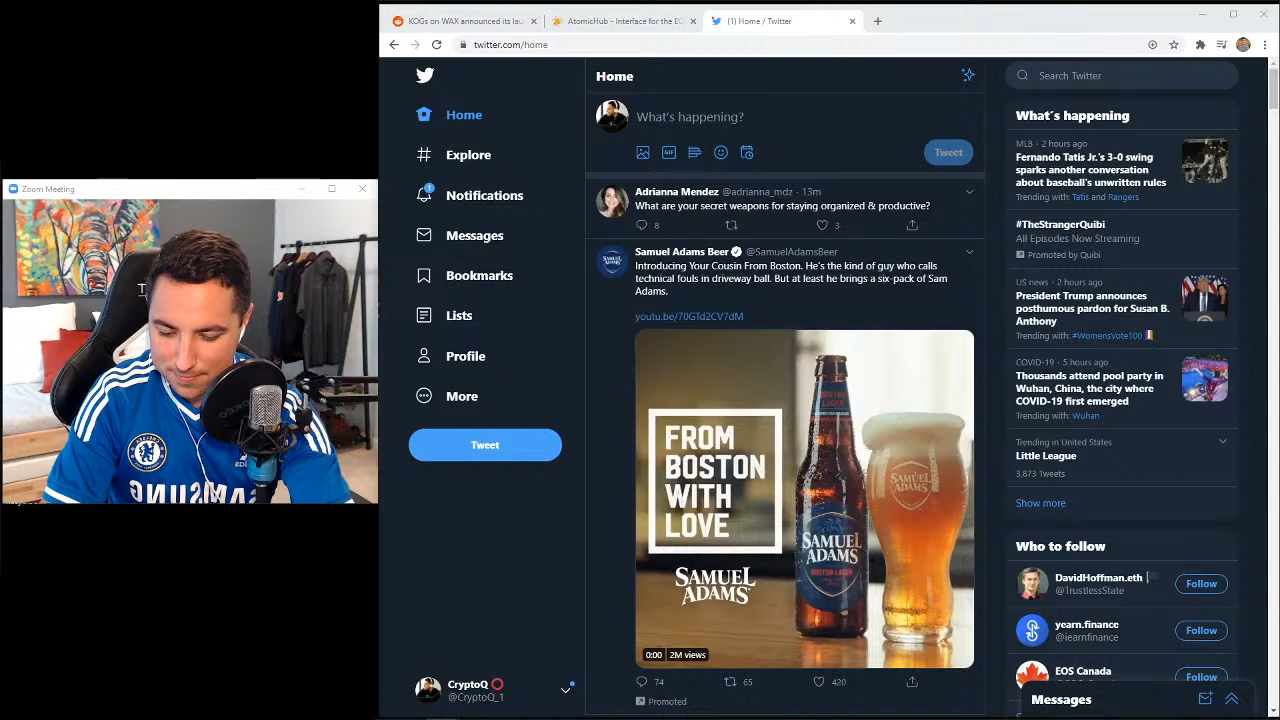 KOGs on WAX announced its lau
AtomicHub - Interface for the EO
(1) Home / Twitter
twitter.com/home
Zoom Meeting
SAMSUNG
Home
Explore
1
Notifications
Messages
Bookmarks
Lists
Profile
More
Tweet
CryptoQ
@CryptoQ_1
Home
What's happening?
Tweet
GIF
Adrianna Mendez @adrianna_mdz · 13m
What are your secret weapons for staying organized & productive?
8
3
Samuel Adams Beer @SamuelAdamsBeer
Introducing Your Cousin From Boston. He's the kind of guy who calls
technical fouls in driveway ball. But at least he brings a six-pack of Sam
Adams.
youtu.be/70GTd2CV7dM
FROM
BOSTON
WITH
LOVE
SAMUEL
ADAMS
SAMUEL
ADAMS
BOSTON LAGER
SAMUEL
ADAMS
0:00 2M views
74
65
420
Promoted
Search Twitter
What's happening
MLB · 2 hours ago
Fernando Tatis Jr.'s 3-0 swing
sparks another conversation
about baseball's unwritten rules
Trending with: Tatis and Rangers
#TheStrangerQuibi
All Episodes Now Streaming
Promoted by Quibi
US news · 2 hours ago
President Trump announces
posthumous pardon for Susan B.
Anthony
Trending with: #WomensVote100
COVID-19 · 5 hours ago
Thousands attend pool party in
Wuhan, China, the city where
COVID-19 first emerged
Trending with: Wuhan
Trending in United States
Little League
3,873 Tweets
Show more
Who to follow
DavidHoffman.eth
@TrustlessState
Follow
yearn.finance
@iearnfinance
Follow
EOS Canada
Follow
Messages